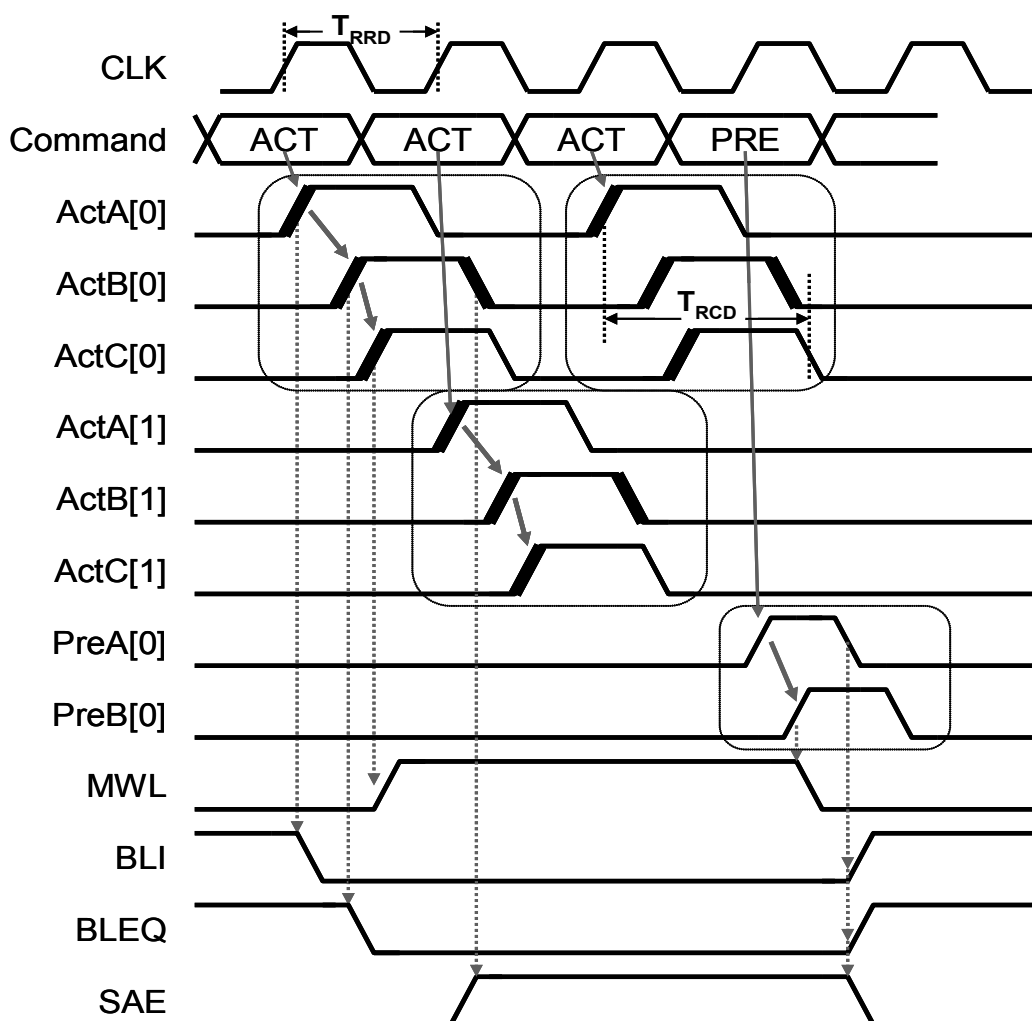 T_RRD
CLK
Command ACT ACT ACT PRE
ActA[0]
ActB[0]
T_RCD
ActC[0]
ActA[1]
ActB[1]
ActC[1]
PreA[0]
PreB[0]
MWL
BLI
BLEQ
SAE